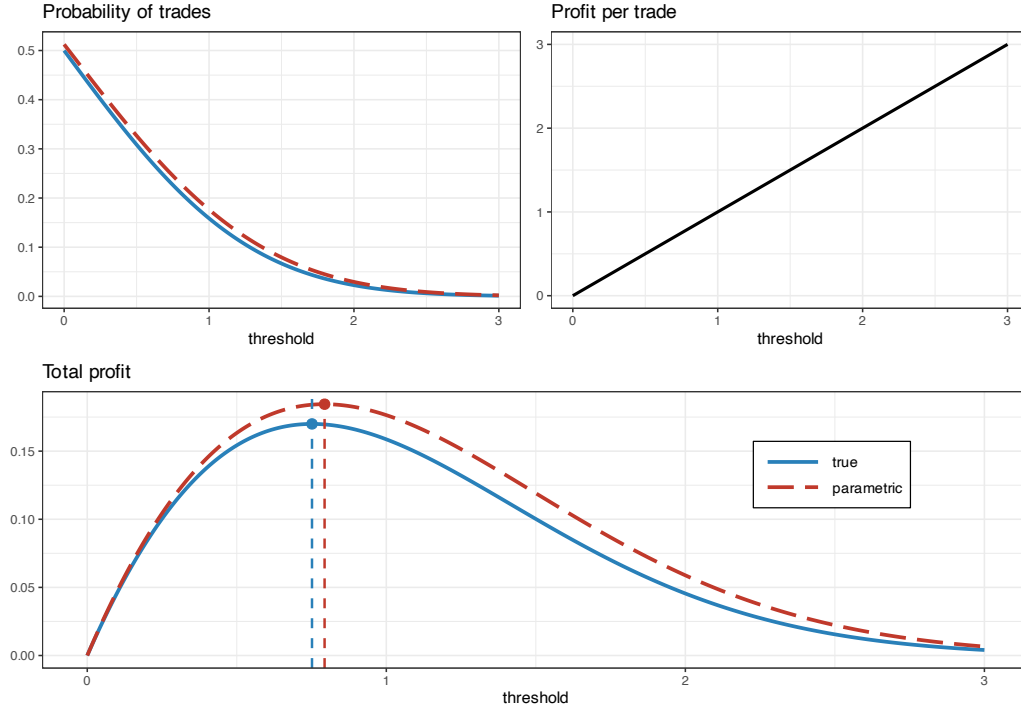 Probability of trades
0.5
0.4
0.3
0.2
0.1
0.0
0 1 2 3
threshold
Profit per trade
3
2
1
0
0 1 2 3
threshold
Total profit
0.15
0.10
0.05
0.00
0 1 2 3
threshold
true
parametric